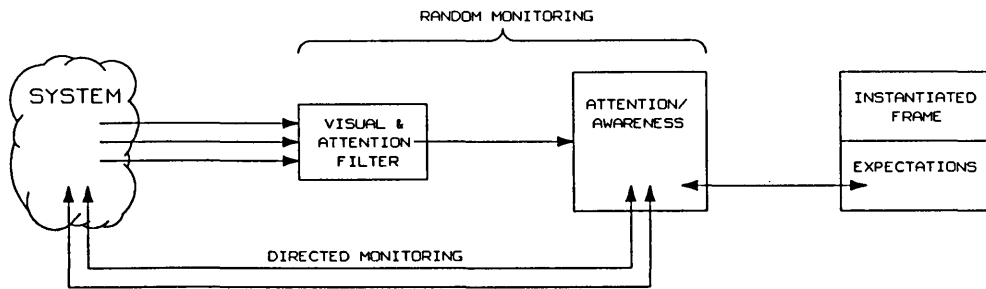 RANDOM MONITORING
SYSTEM
VISUAL &
ATTENTION
FILTER
ATTENTION/
AWARENESS
INSTANTIATED
FRAME
EXPECTATIONS
DIRECTED MONITORING